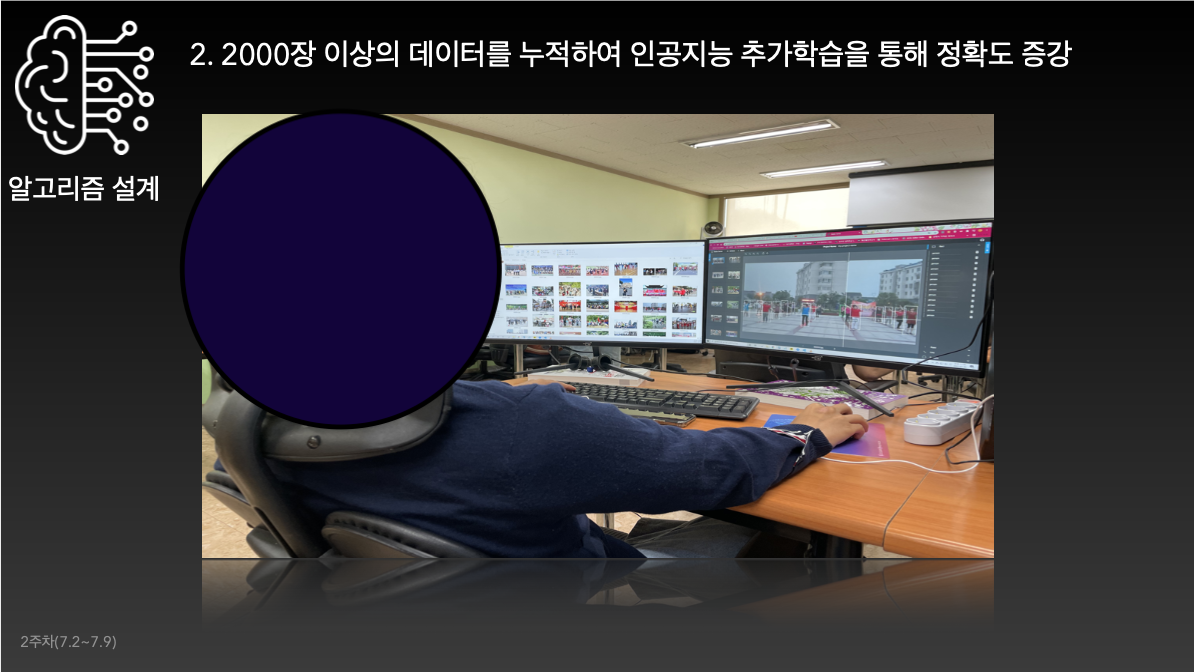 2. 2000장 이상의 데이터를 누적하여 인공지능 추가학습을 통해 정확도 증강
알고리즘 설계
2주차(7.2~7.9)